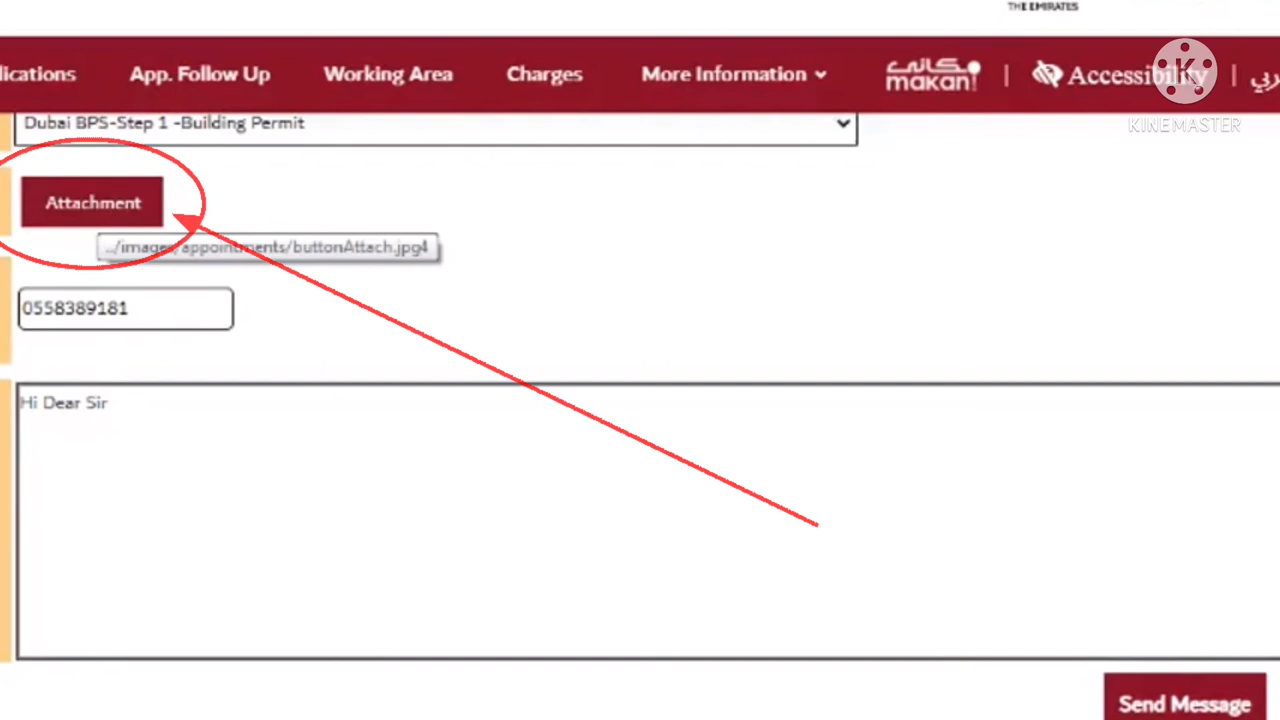 THE EMIRATES
lications App. Follow Up Working Area Charges More Information مكاني makani | Accessibility |
KINEMASTER
Dubai BPS-Step 1 -Building Permit
Attachment
../images/appointments/buttonAttach.jpg4
0558389181
Hi Dear Sir
Send Message